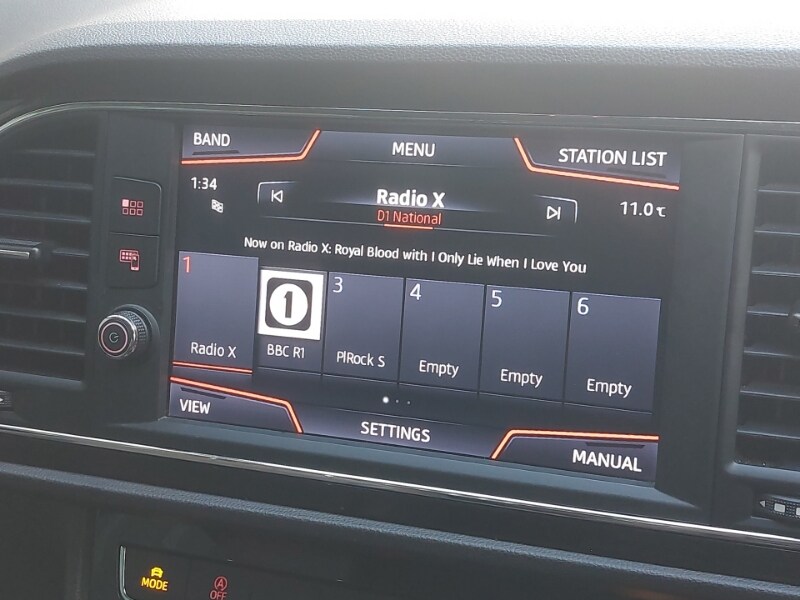 BAND
MENU
STATION LIST
1:34
Radio X
D1 National
11.0℃
Now on Radio X: Royal Blood with I Only Lie When I Love You
1
Radio X
1
BBC R1
3
PlRock S
4
Empty
5
Empty
6
Empty
VIEW
SETTINGS
MANUAL
MODE
A
OFF